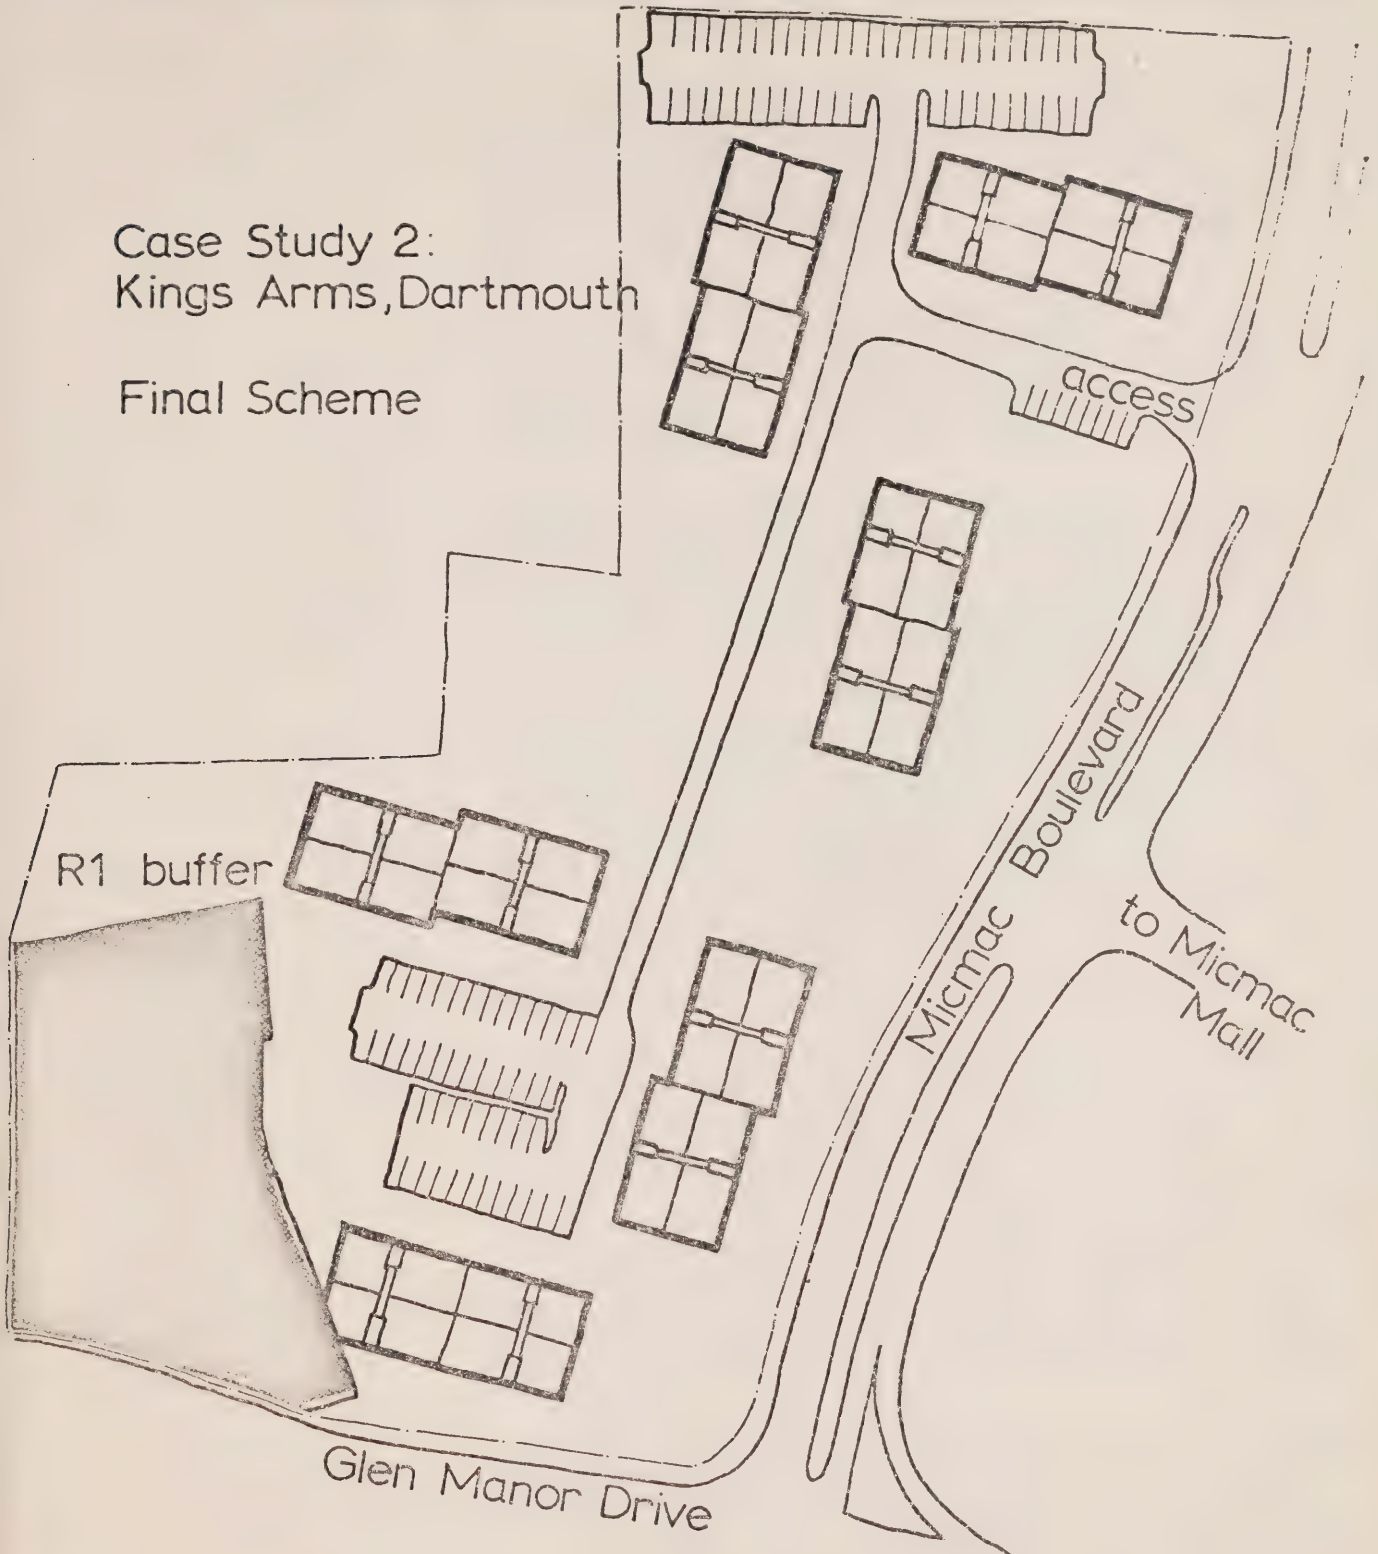 Case Study 2:
Kings Arms, Dartmouth
Final Scheme
access
Micmac Boulevard
to Micmac
Mall
R1 buffer
Glen Manor Drive